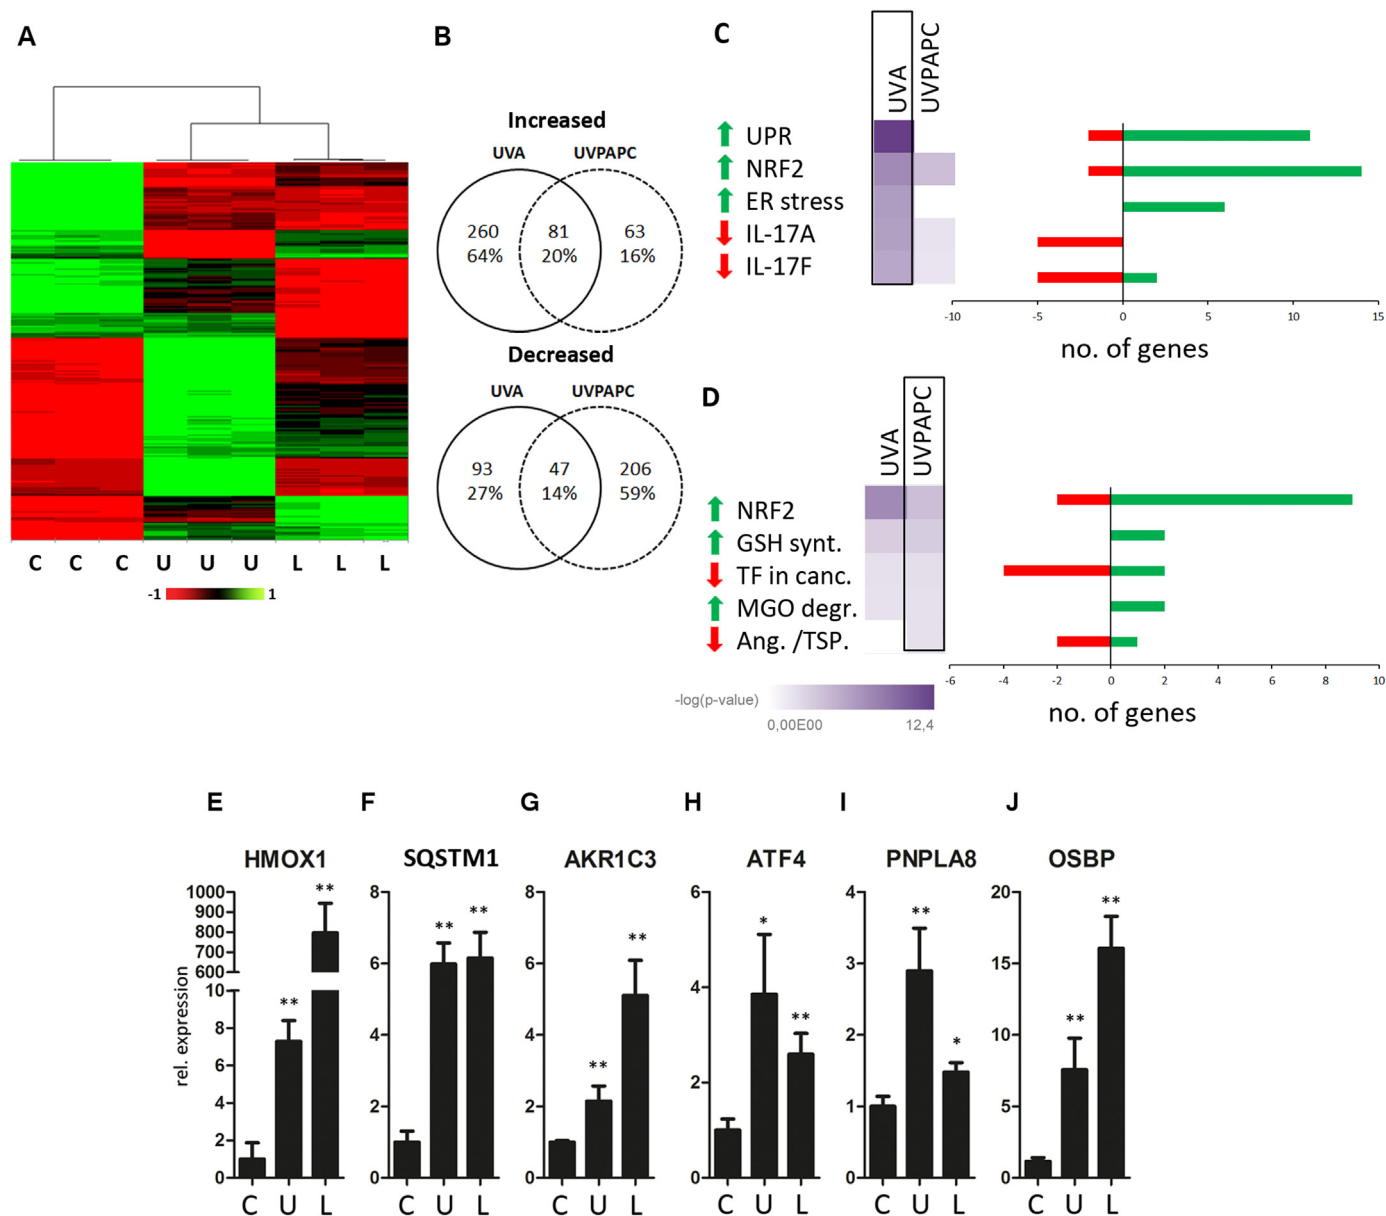 A
C C C U U U L L L
-1 1
B
Increased
UVA UVPAPC
260 81 63
64% 20% 16%
Decreased
UVA UVPAPC
93 47 206
27% 14% 59%
C
UVA UVPAPC
UPR
NRF2
ER stress
IL-17A
IL-17F
-10 -5 0 5 10 15
no. of genes
D
UVA UVPAPC
NRF2
GSH synt.
TF in canc.
MGO degr.
Ang. /TSP.
-6 -4 -2 0 2 4 6 8 10
no. of genes
-log(p-value)
0,00E00 12,4
E
HMOX1
rel. expression
1000
900
800
700
600
10
8
6
4
2
0
** **
C U L
F
SQSTM1
8
6
4
2
0
** **
C U L
G
AKR1C3
8
6
4
2
0
** **
C U L
H
ATF4
6
4
2
0
* **
C U L
I
PNPLA8
4
3
2
1
0
** *
C U L
J
OSBP
20
15
10
5
0
** **
C U L